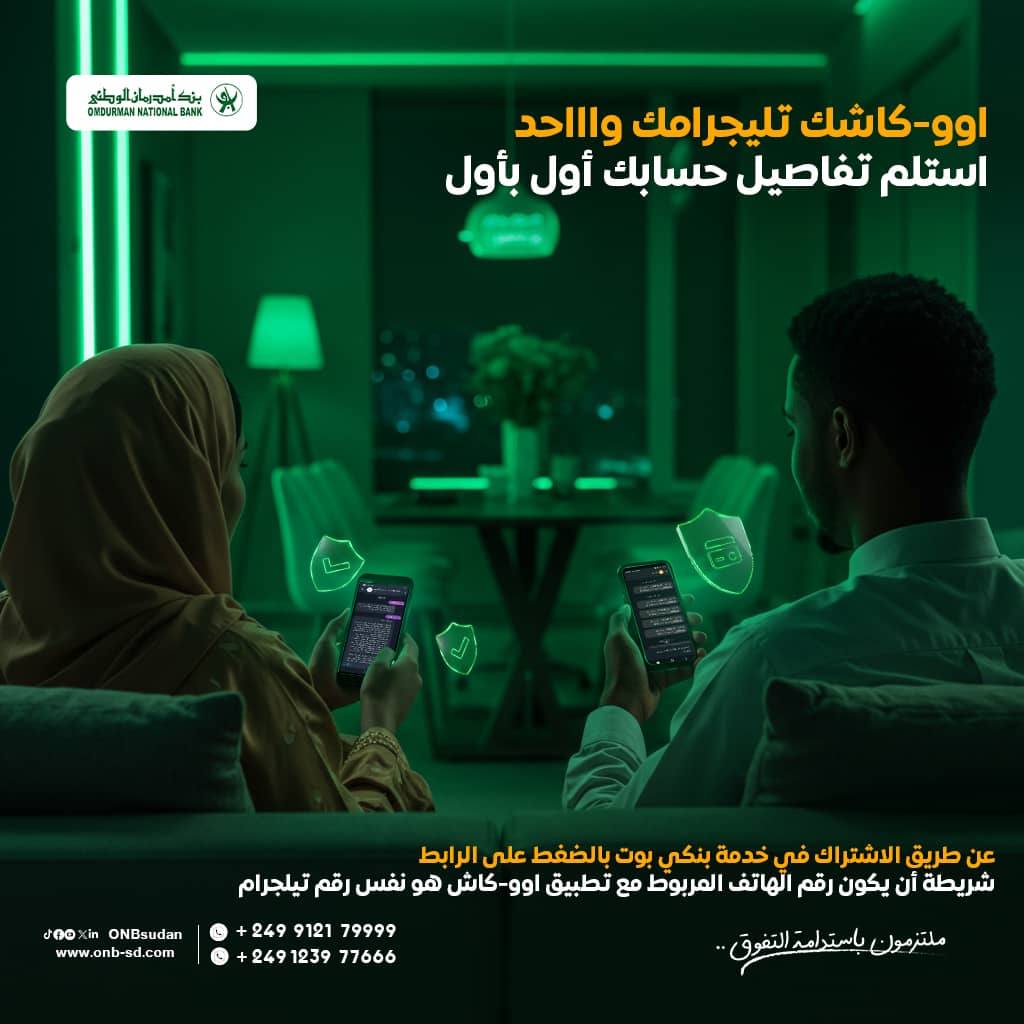 بنك أمدرمان الوطني
OMDURMAN NATIONAL BANK
اوو-كاشك تليجرامك واااحد
استلم تفاصيل حسابك أول بأول
عن طريق الاشتراك في خدمة بنكي بوت بالضغط على الرابط
شريطة أن يكون رقم الهاتف المربوط مع تطبيق اوو-كاش هو نفس رقم تيلجرام
ONBsudan
www.onb-sd.com
+249 9121 79999
+249 1239 77666
ملتزمون باستدامة التفوق ..